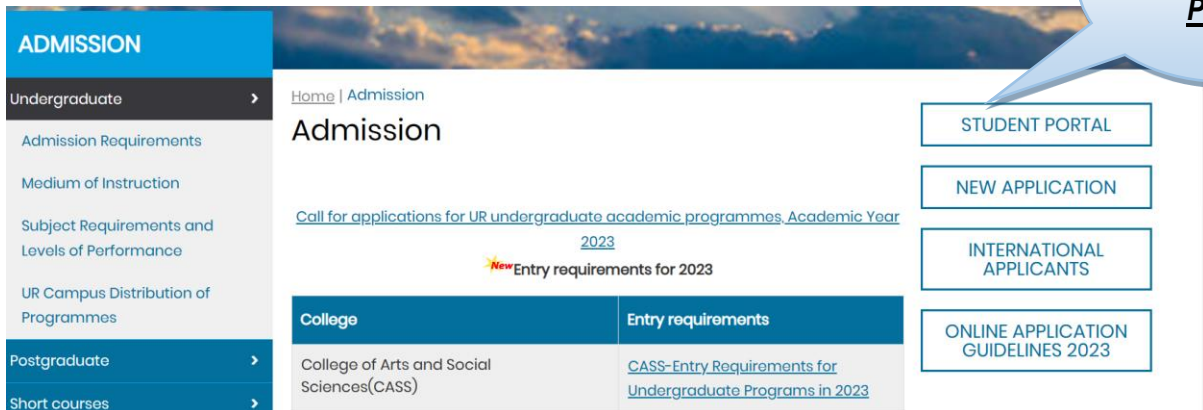 ADMISSION
Undergraduate
Admission Requirements
Medium of Instruction
Subject Requirements and
Levels of Performance
UR Campus Distribution of
Programmes
Postgraduate
Short courses
Home | Admission
Admission
Call for applications for UR undergraduate academic programmes, Academic Year
2023
New Entry requirements for 2023
College Entry requirements
College of Arts and Social
Sciences(CASS)
CASS-Entry Requirements for
Undergraduate Programs in 2023
STUDENT PORTAL
NEW APPLICATION
INTERNATIONAL
APPLICANTS
ONLINE APPLICATION
GUIDELINES 2023